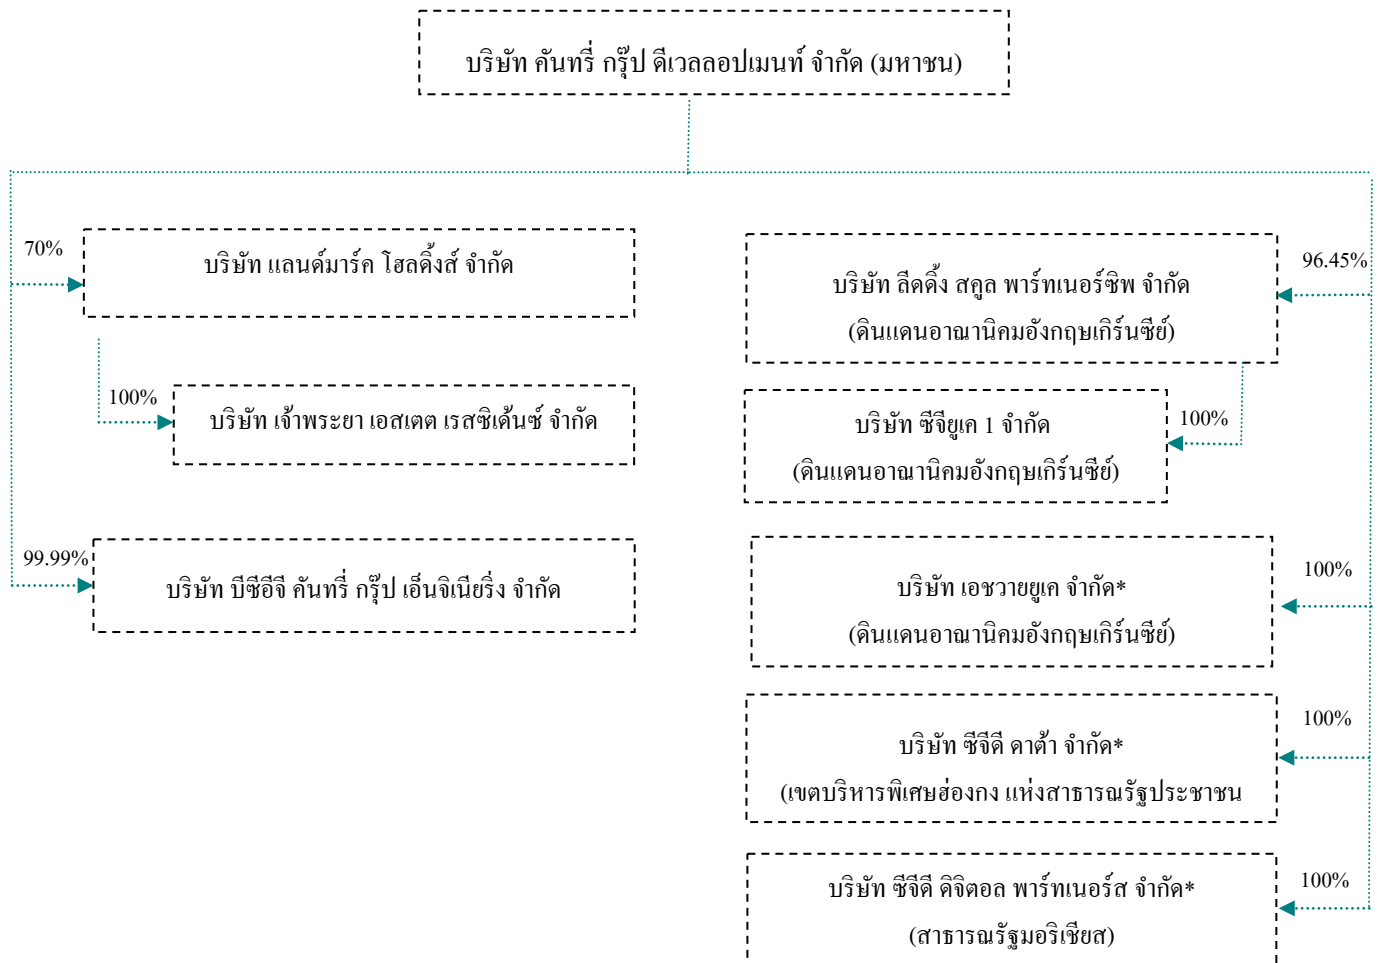 บริษัท คันทรี่ กรุ๊ป ดีเวลลอปเมนท์ จำกัด (มหาชน)
70%
บริษัท แลนด์มาร์ค โฮลดิ้งส์ จำกัด
100%
บริษัท เจ้าพระยา เอสเตต เรสซิเด้นซ์ จำกัด
99.99%
บริษัท บีซีอีจี คันทรี่ กรุ๊ป เอ็นจิเนียริ่ง จำกัด
96.45%
บริษัท ลีดดิ้ง สกูล พาร์ทเนอร์ชิพ จำกัด
(ดินแดนอาณานิคมอังกฤษเกิร์นซีย์)
100%
บริษัท ซีจียูเค 1 จำกัด
(ดินแดนอาณานิคมอังกฤษเกิร์นซีย์)
100%
บริษัท เอชวายยูเค จำกัด*
(ดินแดนอาณานิคมอังกฤษเกิร์นซีย์)
100%
บริษัท ซีจีดี ดาต้า จำกัด*
(เขตบริหารพิเศษฮ่องกง แห่งสาธารณรัฐประชาชน
100%
บริษัท ซีจีดี ดิจิตอล พาร์ทเนอร์ส จำกัด*
(สาธารณรัฐมอริเชียส)